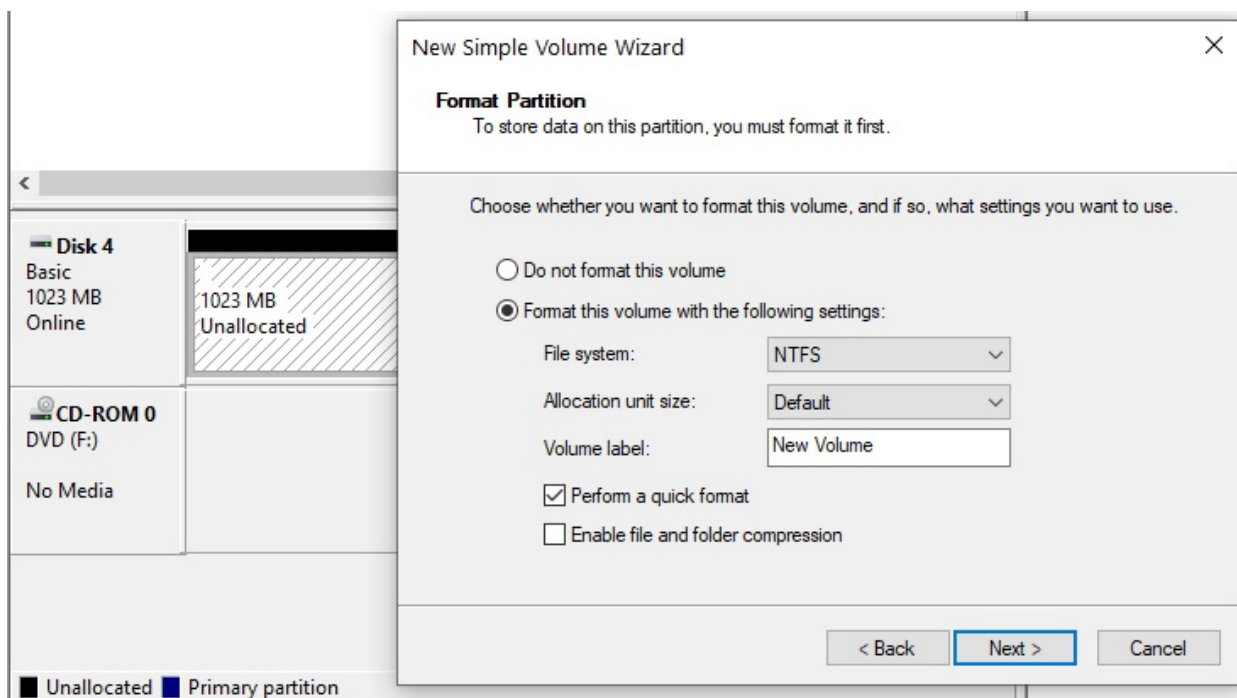 New Simple Volume Wizard
Format Partition
To store data on this partition, you must format it first.
Choose whether you want to format this volume, and if so, what settings you want to use.
Do not format this volume
Format this volume with the following settings:
File system: NTFS
Allocation unit size: Default
Volume label: New Volume
Perform a quick format
Enable file and folder compression
< Back Next > Cancel
Disk 4
Basic
1023 MB
Online
1023 MB
Unallocated
CD-ROM 0
DVD (F:)
No Media
Unallocated Primary partition